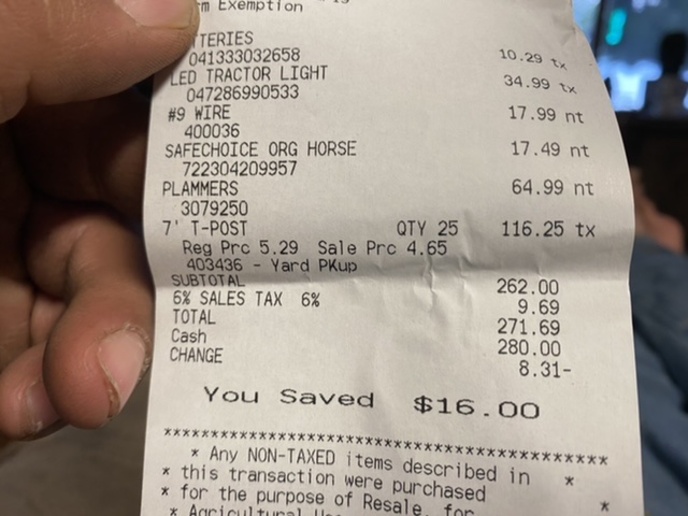 rm Exemption
TTERIES
041333032658 10.29 tx
LED TRACTOR LIGHT 34.99 tx
047286990533
#9 WIRE 17.99 nt
400036
SAFECHOICE ORG HORSE 17.49 nt
722304209957
PLAMMERS 64.99 nt
3079250
7' T-POST QTY 25 116.25 tx
Reg Prc 5.29 Sale Prc 4.65
403436 - Yard PKup
SUBTOTAL 262.00
6% SALES TAX 6% 9.69
TOTAL 271.69
Cash 280.00
CHANGE 8.31-
You Saved $16.00
****************************************
* Any NON-TAXED items described in *
* this transaction were purchased
* for the purpose of Resale, for *
* Agricultural